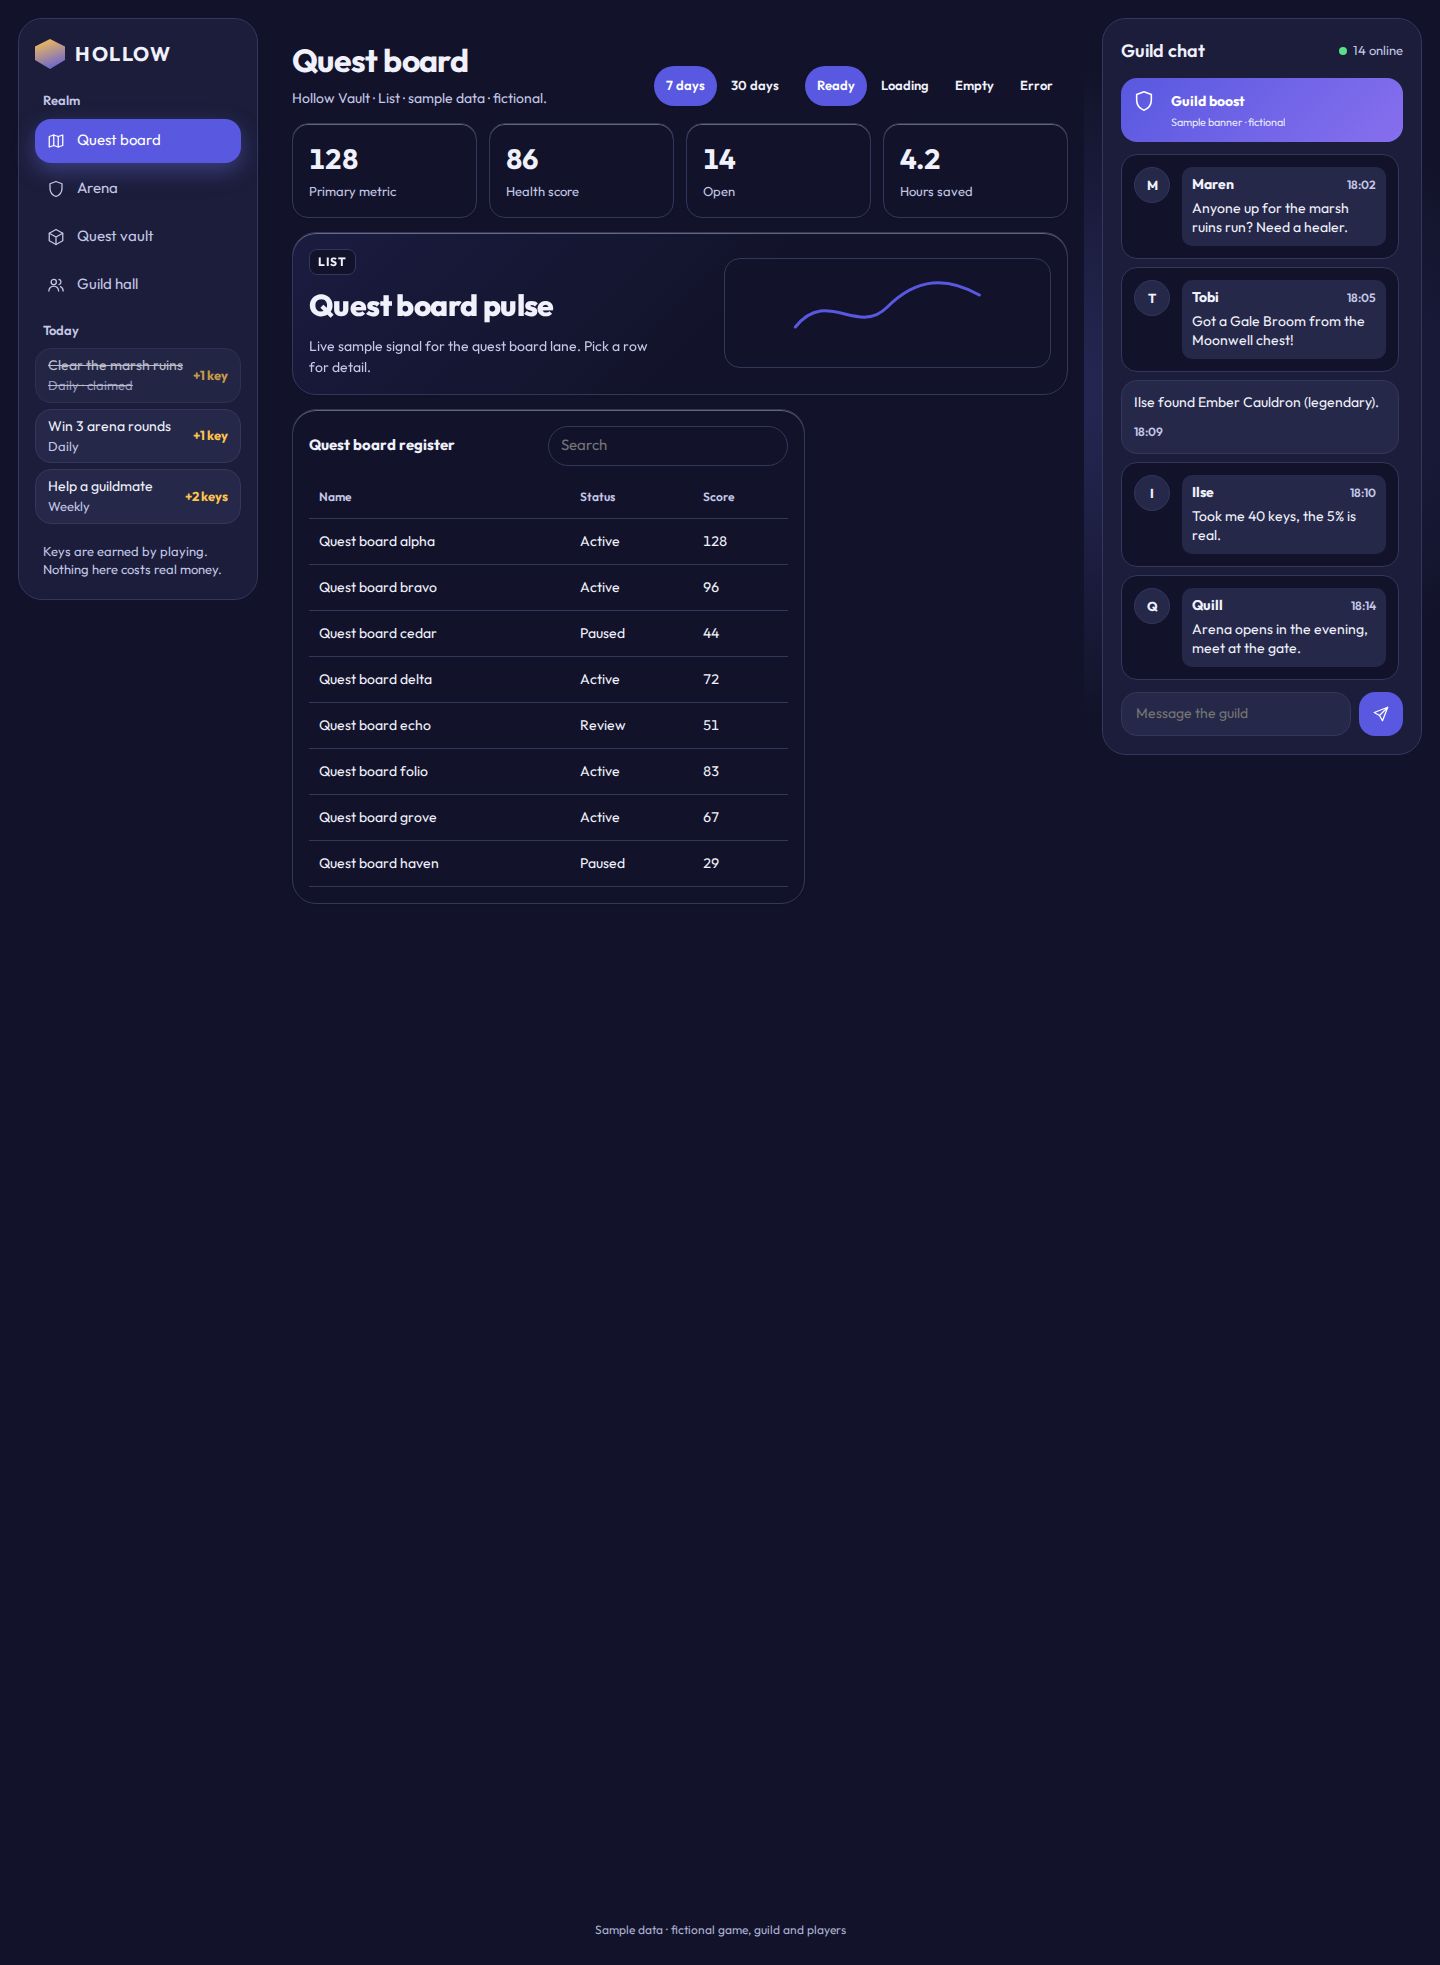 HOLLOW
Realm
Quest board
Arena
Quest vault
Guild hall
Today
Clear the marsh ruins
Daily · claimed
+1 key
Win 3 arena rounds
Daily
+1 key
Help a guildmate
Weekly
+2 keys
Keys are earned by playing.
Nothing here costs real money.
Quest board
Hollow Vault · List · sample data · fictional.
7 days
30 days
Ready
Loading
Empty
Error
128
Primary metric
86
Health score
14
Open
4.2
Hours saved
LIST
Quest board pulse
Live sample signal for the quest board lane. Pick a row
for detail.
Quest board register
Search
Name Status Score
Quest board alpha Active 128
Quest board bravo Active 96
Quest board cedar Paused 44
Quest board delta Active 72
Quest board echo Review 51
Quest board folio Active 83
Quest board grove Active 67
Quest board haven Paused 29
Guild chat
14 online
Guild boost
Sample banner · fictional
M
Maren 18:02
Anyone up for the marsh
ruins run? Need a healer.
T
Tobi 18:05
Got a Gale Broom from the
Moonwell chest!
Ilse found Ember Cauldron (legendary).
18:09
I
Ilse 18:10
Took me 40 keys, the 5% is
real.
Q
Quill 18:14
Arena opens in the evening,
meet at the gate.
Message the guild
Sample data · fictional game, guild and players